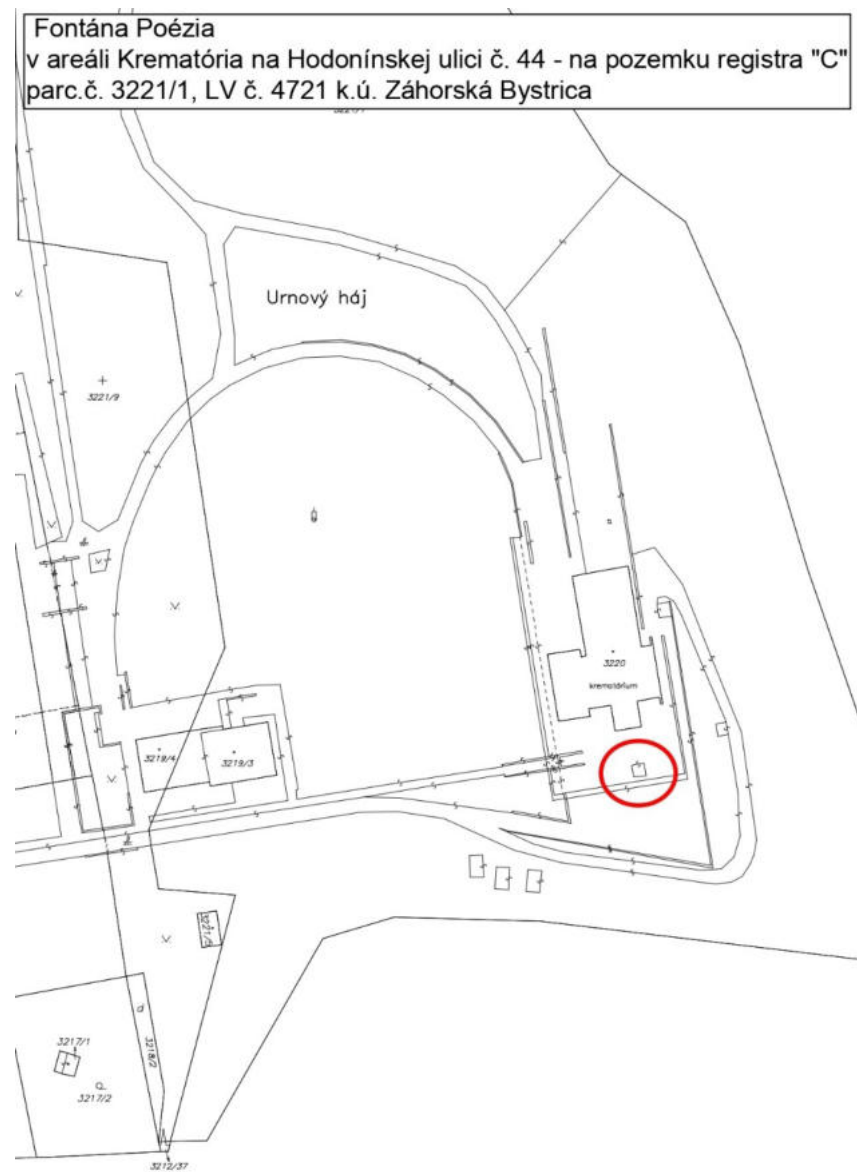 Fontána Poézia
v areáli Krematória na Hodonínskej ulici č. 44 - na pozemku registra "C"
parc.č. 3221/1, LV č. 4721 k.ú. Záhorská Bystrica
Urnový háj
3221/9
3220
krematórium
3219/4
3219/3
3217/1
3218/2
3217/2
3212/37